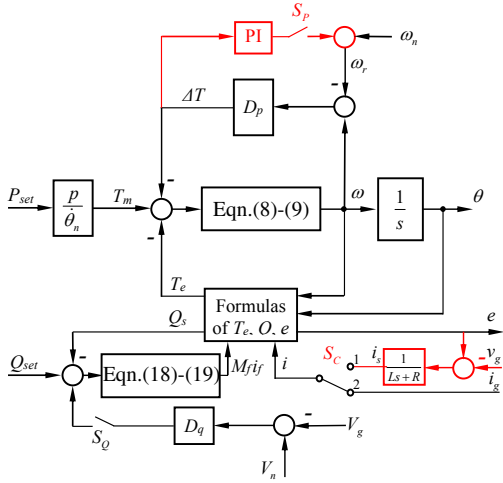 S_P
PI
ω_n
ω_r
-
ΔT
D_p
P_set
p
θ̇_n
T_m
-
-
Eqn.(8)-(9)
ω
1
s
θ
T_e
Q_s
Formulas
of T_e, O, e
e
Q_set
-
Eqn.(18)-(19)
M_fi_f
i
S_C
1
2
i_s
1
Ls+R
-
v_g
i_g
S_Q
D_q
-
V_g
V_n